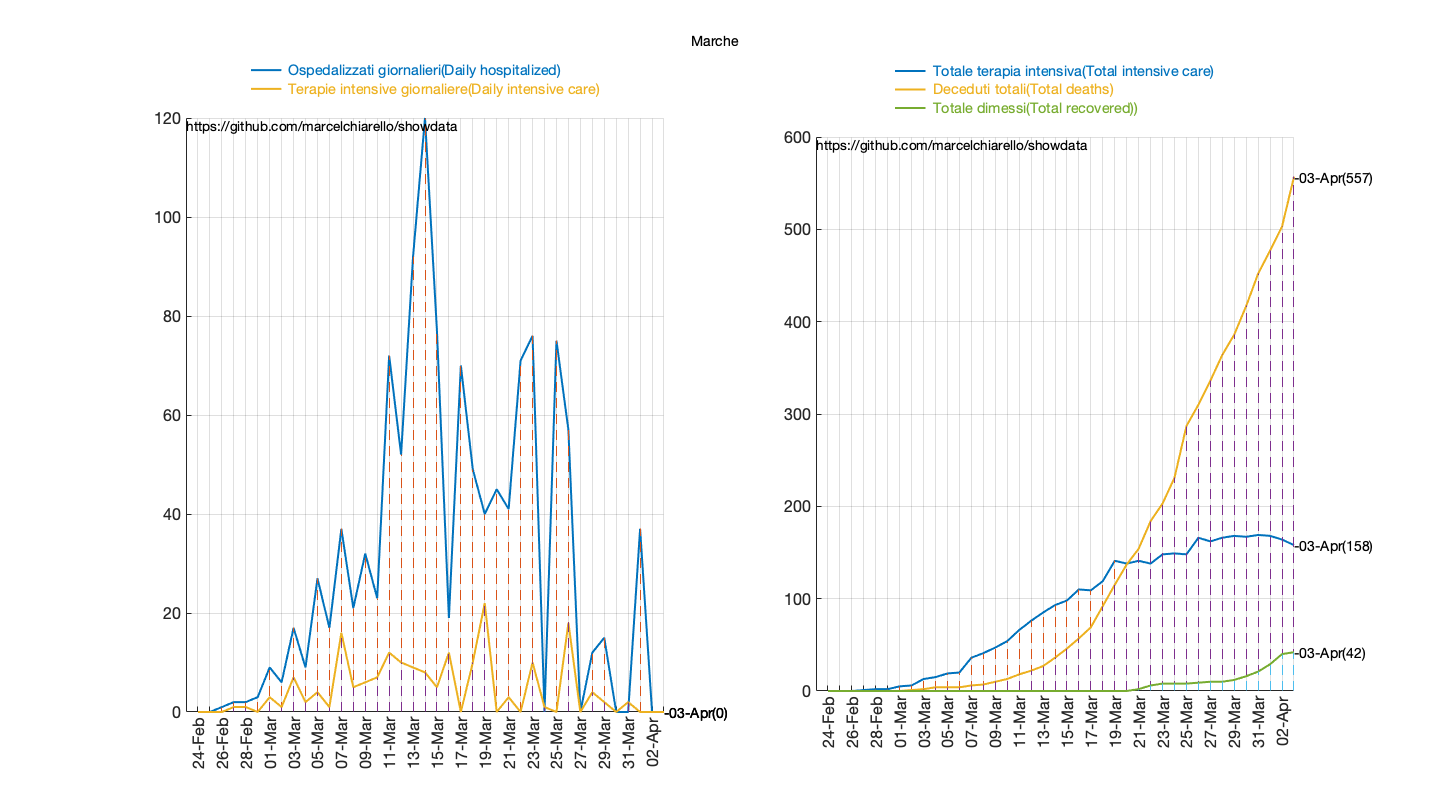 Marche
Ospedalizzati giornalieri(Daily hospitalized)
Terapie intensive giornaliere(Daily intensive care)
120
100
80
60
40
20
0
https://github.com/marcelchiarello/showdata
-03-Apr(0)
24-Feb
26-Feb
28-Feb
01-Mar
03-Mar
05-Mar
07-Mar
09-Mar
11-Mar
13-Mar
15-Mar
17-Mar
19-Mar
21-Mar
23-Mar
25-Mar
27-Mar
29-Mar
31-Mar
02-Apr
Totale terapia intensiva(Total intensive care)
Deceduti totali(Total deaths)
Totale dimessi(Total recovered))
600
500
400
300
200
100
0
https://github.com/marcelchiarello/showdata
-03-Apr(557)
-03-Apr(158)
-03-Apr(42)
24-Feb
26-Feb
28-Feb
01-Mar
03-Mar
05-Mar
07-Mar
09-Mar
11-Mar
13-Mar
15-Mar
17-Mar
19-Mar
21-Mar
23-Mar
25-Mar
27-Mar
29-Mar
31-Mar
02-Apr